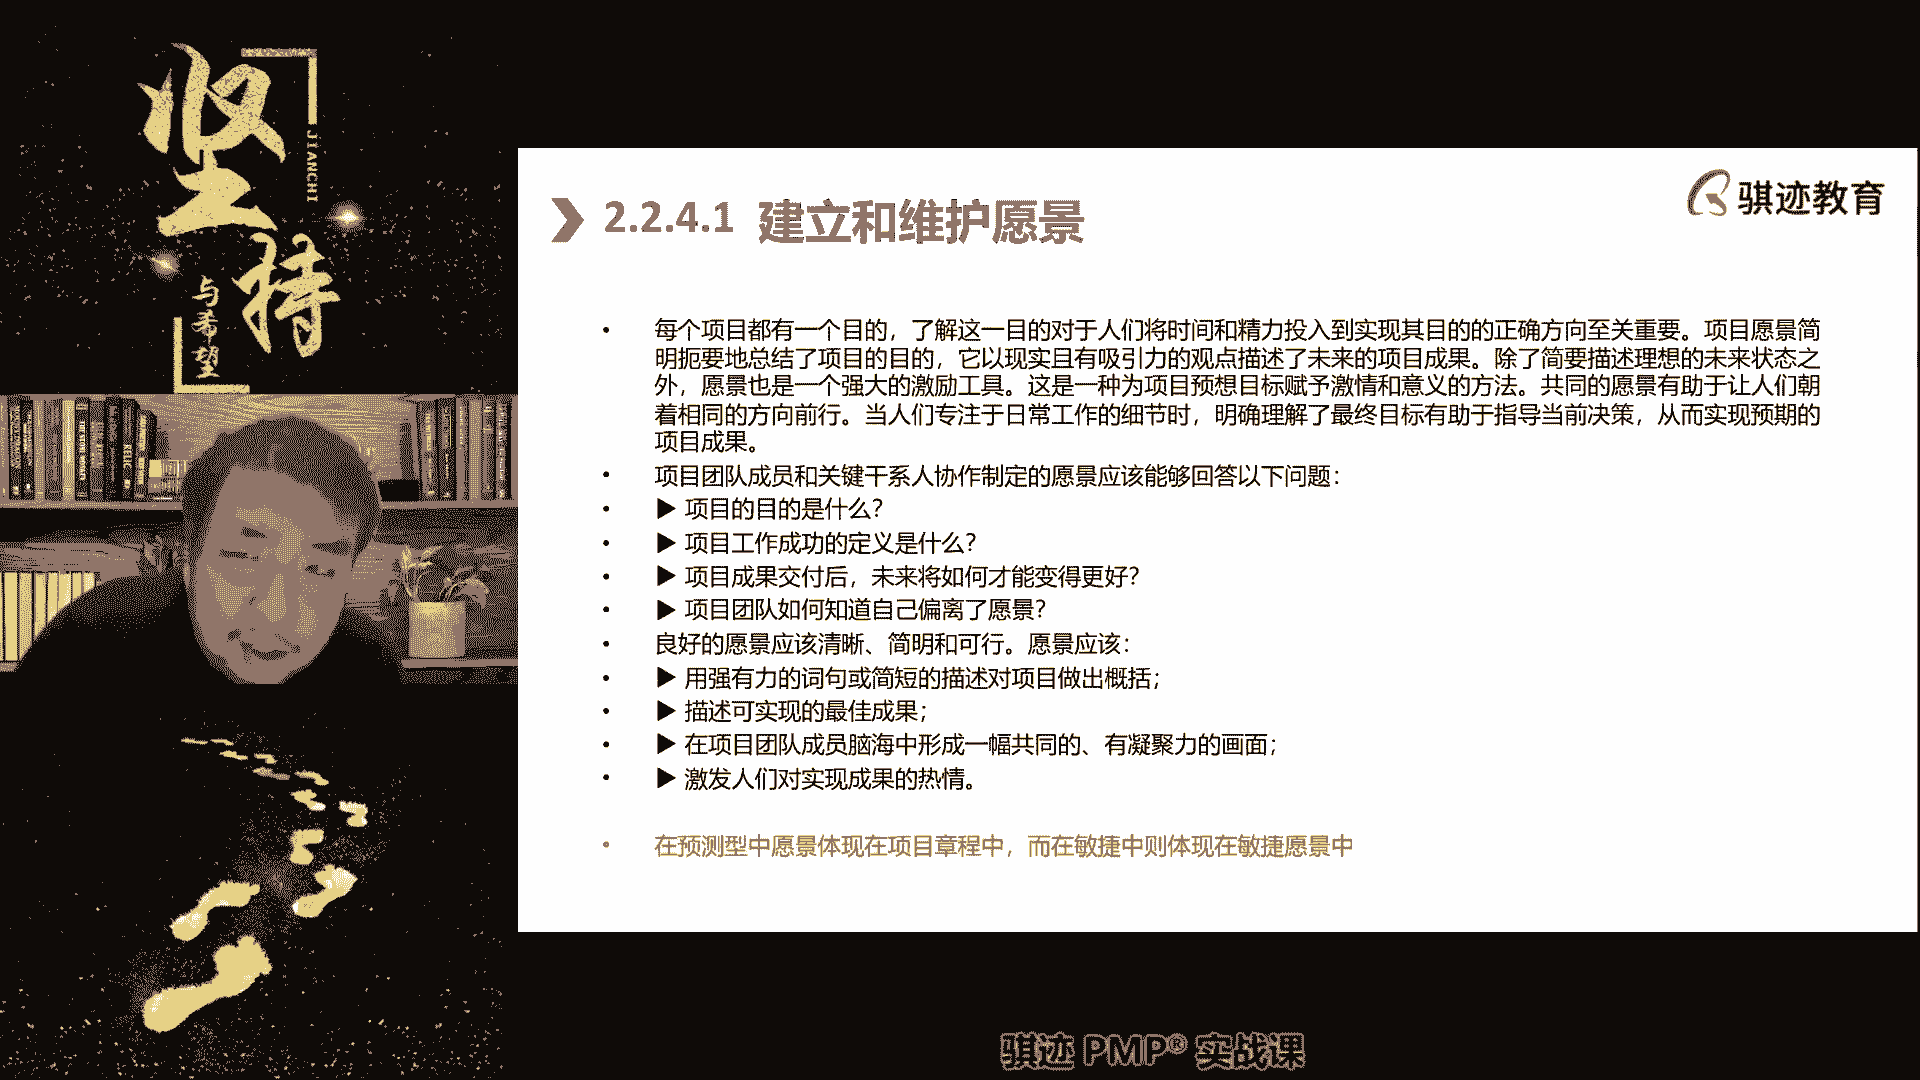 坚持
JIANCHI
与希望
骐迹教育
2.2.4.1 建立和维护愿景
• 每个项目都有一个目的，了解这一目的对于人们将时间和精力投入到实现其目的的正确方向至关重要。项目愿景简
明扼要地总结了项目的目的，它以现实且有吸引力的观点描述了未来的项目成果。除了简要描述理想的未来状态之
外，愿景也是一个强大的激励工具。这是一种为项目预想目标赋予激情和意义的方法。共同的愿景有助于让人们朝
着相同的方向前行。当人们专注于日常工作的细节时，明确理解了最终目标有助于指导当前决策，从而实现预期的
项目成果。
• 项目团队成员和关键干系人协作制定的愿景应该能够回答以下问题：
• ▶ 项目的目的是什么？
• ▶ 项目工作成功的定义是什么？
• ▶ 项目成果交付后，未来将如何才能变得更好？
• ▶ 项目团队如何知道自己偏离了愿景？
• 良好的愿景应该清晰、简明和可行。愿景应该：
• ▶ 用强有力的词句或简短的描述对项目做出概括；
• ▶ 描述可实现的最佳成果；
• ▶ 在项目团队成员脑海中形成一幅共同的、有凝聚力的画面；
• ▶ 激发人们对实现成果的热情。
• 在预测型中愿景体现在项目章程中，而在敏捷中则体现在敏捷愿景中
骐迹 PMP® 实战课